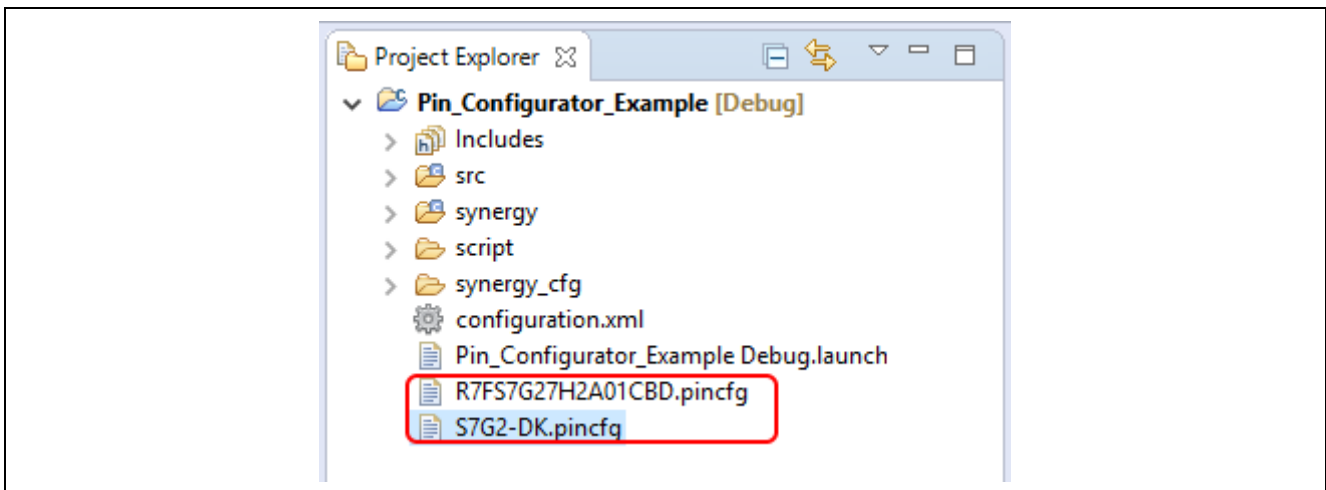 Project Explorer
Pin_Configurator_Example [Debug]
Includes
src
synergy
script
synergy_cfg
configuration.xml
Pin_Configurator_Example Debug.launch
R7FS7G27H2A01CBD.pincfg
S7G2-DK.pincfg